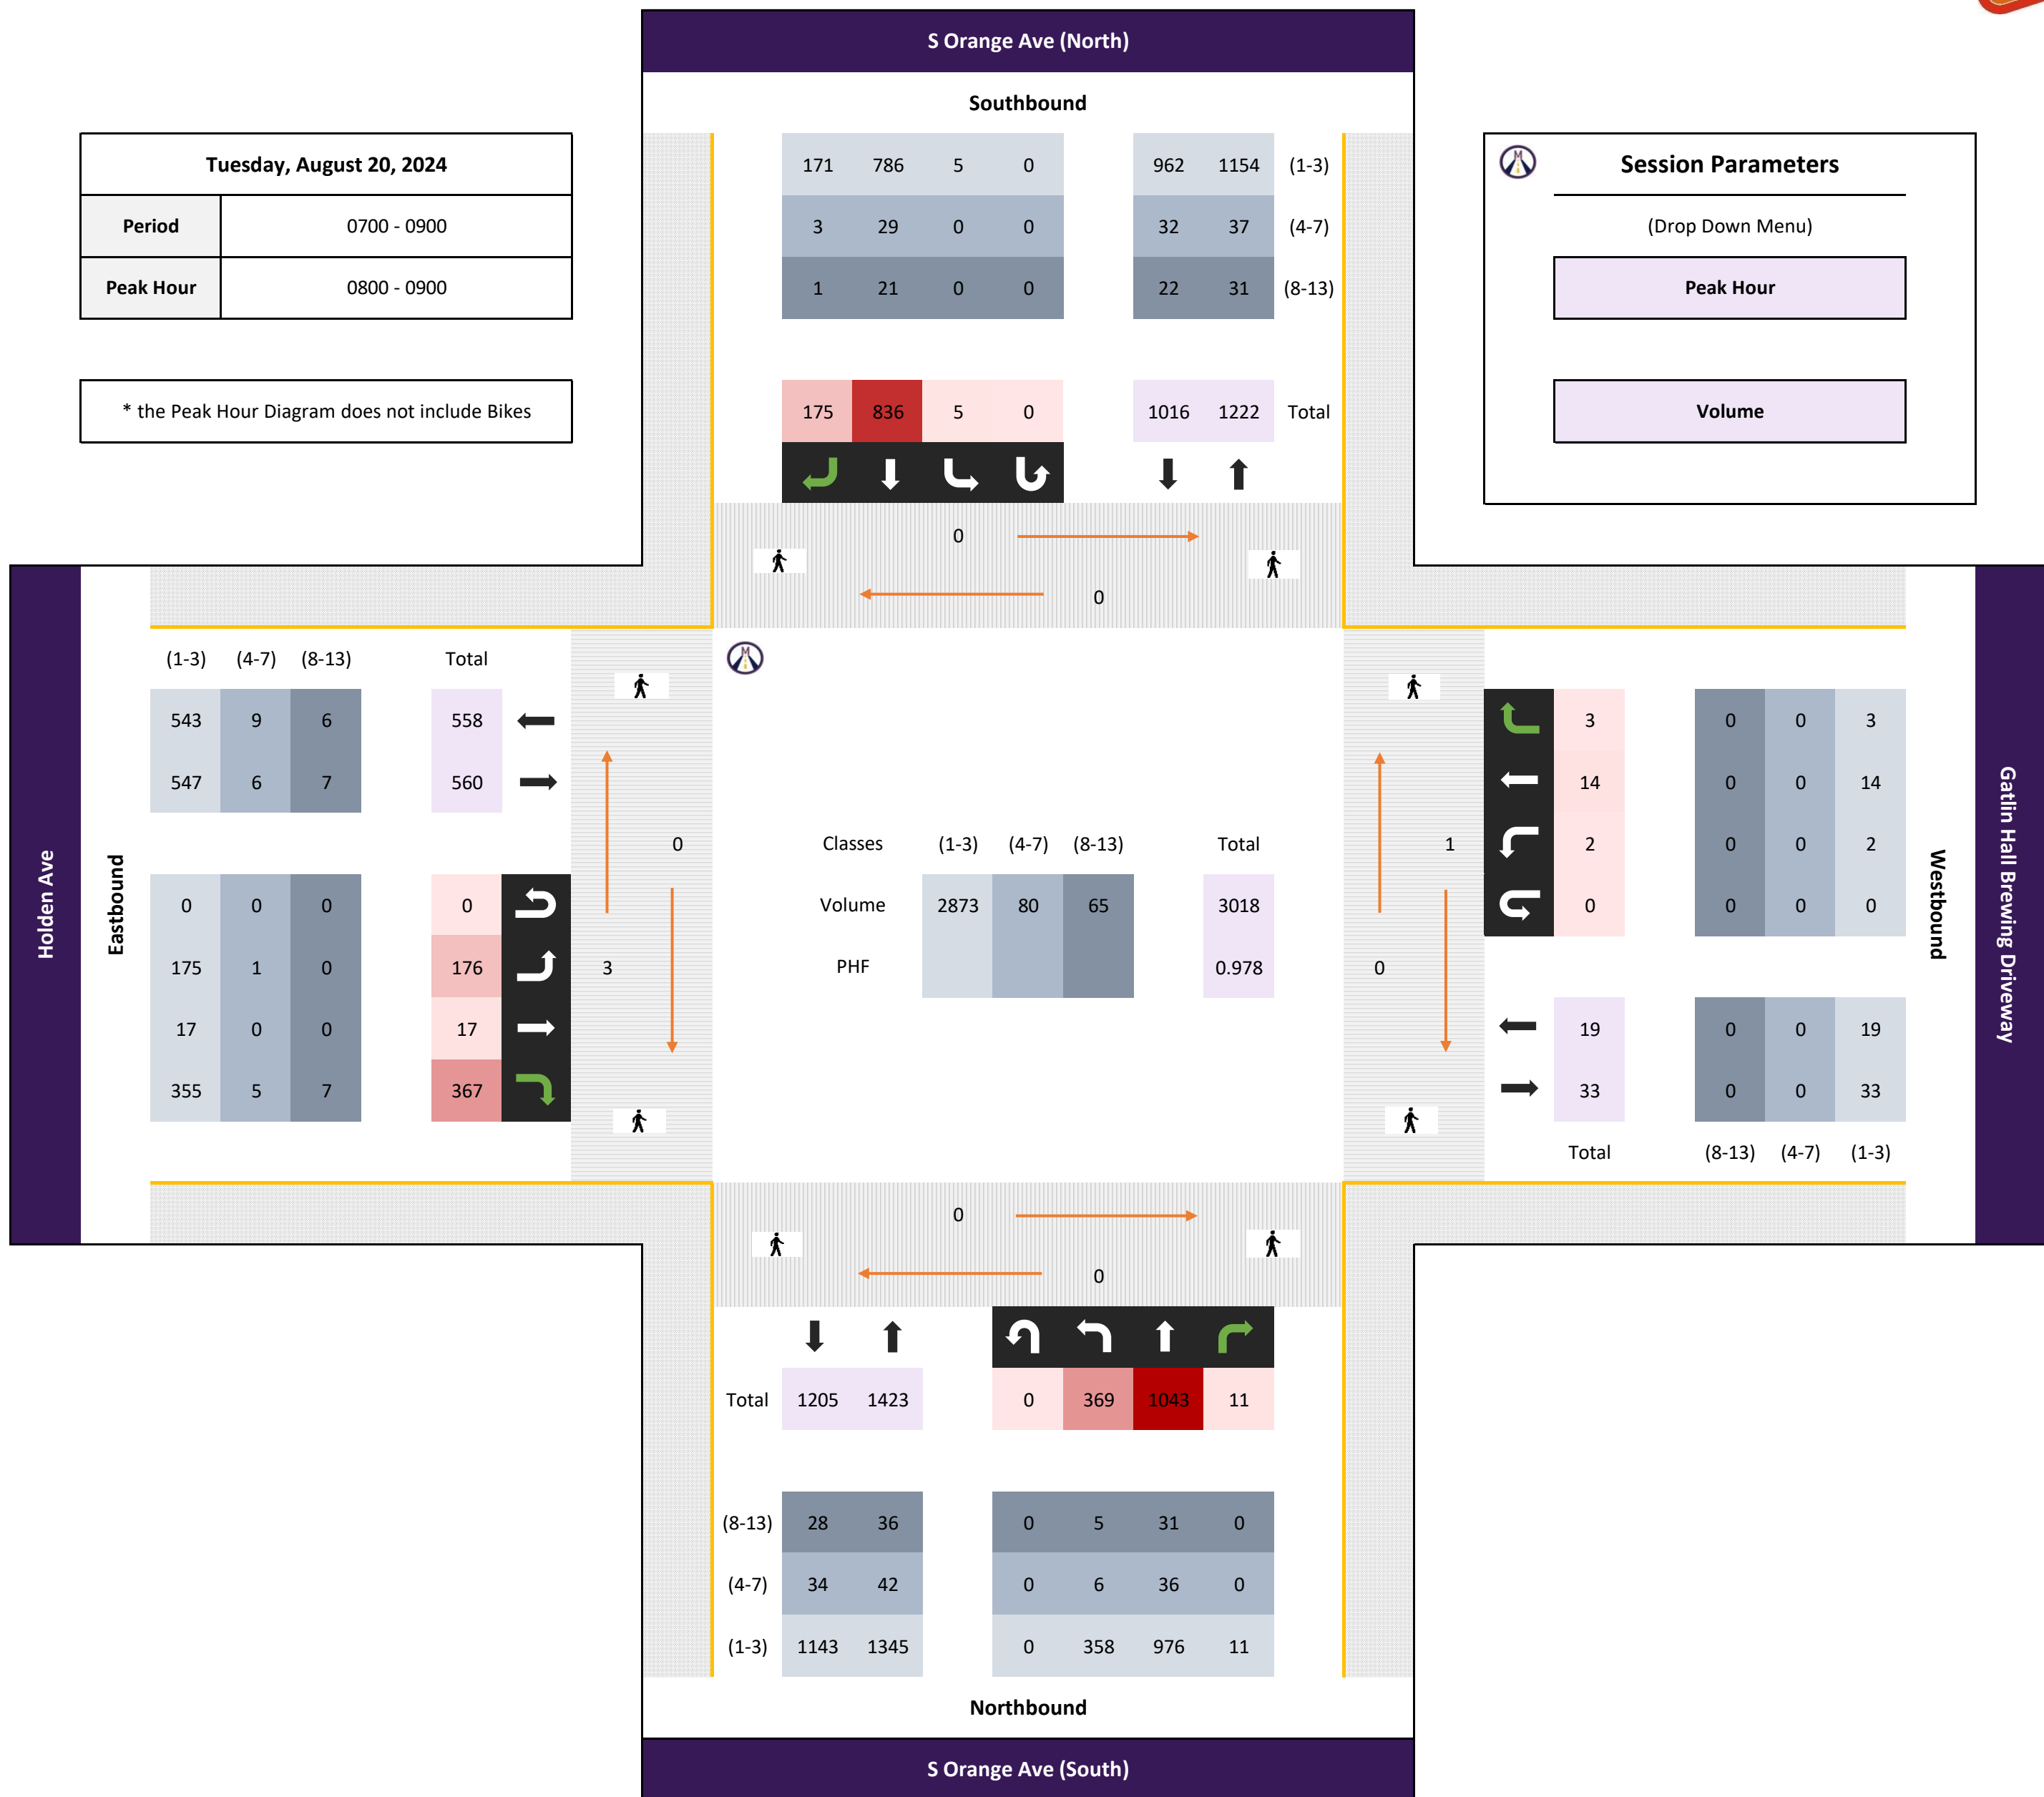 S Orange Ave (North)
Southbound
Tuesday, August 20, 2024
Period 0700 - 0900
Peak Hour 0800 - 0900
* the Peak Hour Diagram does not include Bikes
171 786 5 0 962 1154 (1-3)
3 29 0 0 32 37 (4-7)
1 21 0 0 22 31 (8-13)
175 836 5 0 1016 1222 Total
M
Session Parameters
(Drop Down Menu)
Peak Hour
Volume
0
0
Holden Ave
Eastbound
(1-3) (4-7) (8-13) Total
543 9 6 558
547 6 7 560
0 0 0 0
175 1 0 176
17 0 0 17
355 5 7 367
0
3
M
Classes (1-3) (4-7) (8-13) Total
Volume 2873 80 65 3018
PHF 0.978
1
0
3 0 0 3
14 0 0 14
2 0 0 2
0 0 0 0
19 0 0 19
33 0 0 33
Total (8-13) (4-7) (1-3)
Westbound
Gatlin Hall Brewing Driveway
0
0
Total 1205 1423 0 369 1043 11
(8-13) 28 36 0 5 31 0
(4-7) 34 42 0 6 36 0
(1-3) 1143 1345 0 358 976 11
Northbound
S Orange Ave (South)